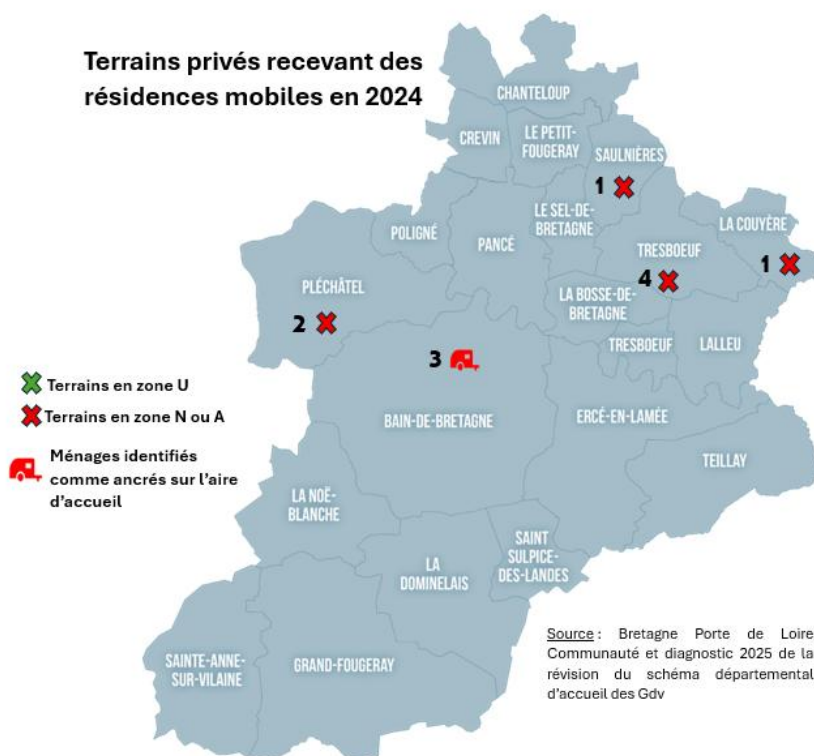 Terrains privés recevant des
résidences mobiles en 2024
CHANTELOUP
CREVIN
LE PETIT-
FOUGERAY
SAULNIÈRES
1
LE SEL-DE-
BRETAGNE
LA COUYÈRE
1
POLIGNÉ
PANCÉ
TRESBOEUF
4
PLÉCHÂTEL
2
LA BOSSE-DE-
BRETAGNE
TRESBOEUF
LALLEU
3
BAIN-DE-BRETAGNE
ERCÉ-EN-LAMÉE
TEILLAY
Terrains en zone U
Terrains en zone N ou A
Ménages identifiés
comme ancrés sur l'aire
d'accueil
LA NOË-
BLANCHE
LA
DOMINELAIS
SAINT
SULPICE-
DES-LANDES
SAINTE-ANNE-
SUR-VILAINE
GRAND-FOUGERAY
Source : Bretagne Porte de Loire
Communauté et diagnostic 2025 de la
révision du schéma départemental
d'accueil des Gdv